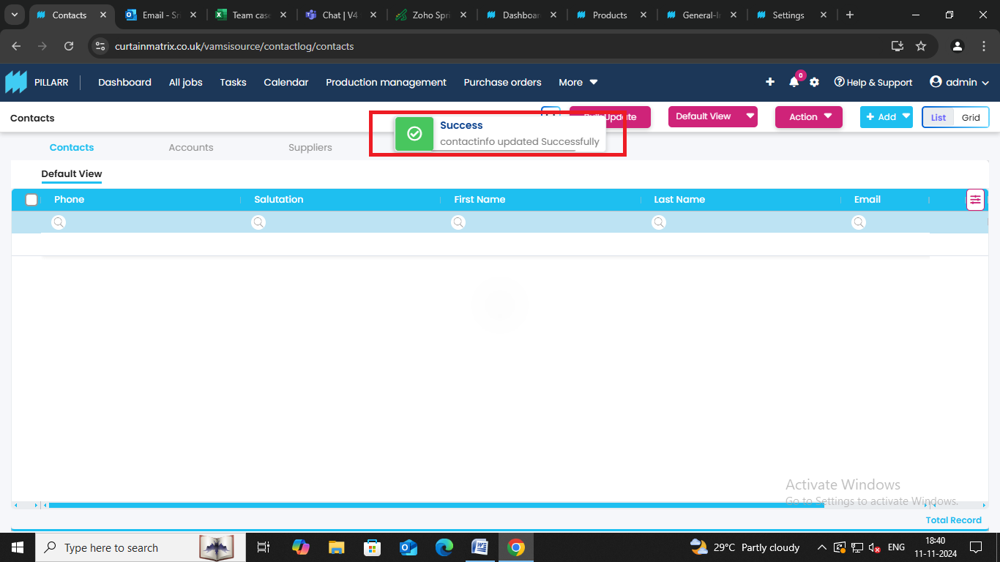 Contacts
Email - Sr
Team case
Chat | V4
Zoho Spri
Dashboar
Products
General-Ir
Settings
curtainmatrix.co.uk/vamsisource/contactlog/contacts
PILLARR
Dashboard
All jobs
Tasks
Calendar
Production management
Purchase orders
More
0
Help & Support
admin
Contacts
Update
Default View
Action
+ Add
List
Grid
Success
contactinfo updated Successfully
Contacts
Accounts
Suppliers
Default View
Phone
Salutation
First Name
Last Name
Email
Activate Windows
Go to Settings to activate Windows.
Total Record
Type here to search
29°C Partly cloudy
ENG
18:40
11-11-2024